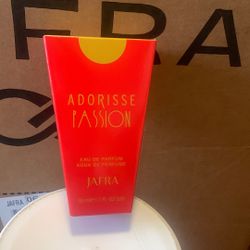 FRA
ADORISSE
PASSION
EAU DE PARFUM
AGUA DE PERFUME
JAFRA
JAFRA